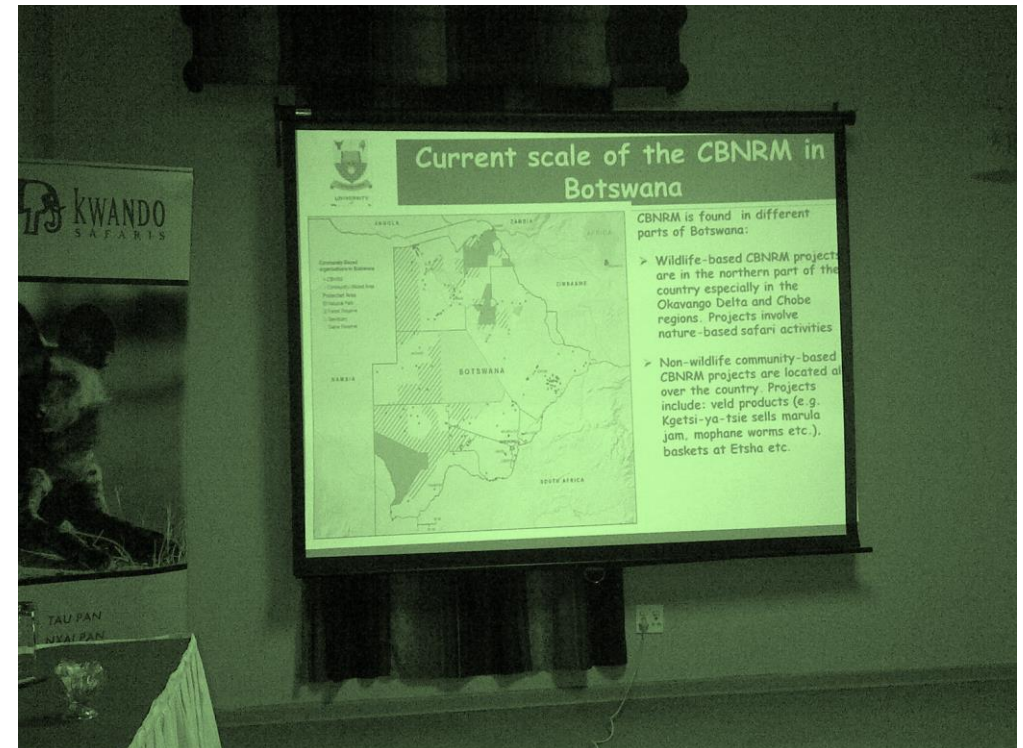 KWANDO
SAFARIS
TAU PAN
NXAI PAN
UNIVERSITY
Current scale of the CBNRM in
Botswana
ANGOLA
ZAMBIA
ZIMBABWE
NAMIBIA
BOTSWANA
SOUTH AFRICA
CBNRM is found in different
parts of Botswana:
➢ Wildlife-based CBNRM projects
are in the northern part of the
country especially in the
Okavango Delta and Chobe
regions. Projects involve
nature-based safari activities
➢ Non-wildlife community-based
CBNRM projects are located al
over the country. Projects
include: veld products (e.g.
Kgetsi-ya-tsie sells marula
jam, mophane worms etc.),
baskets at Etsha etc.